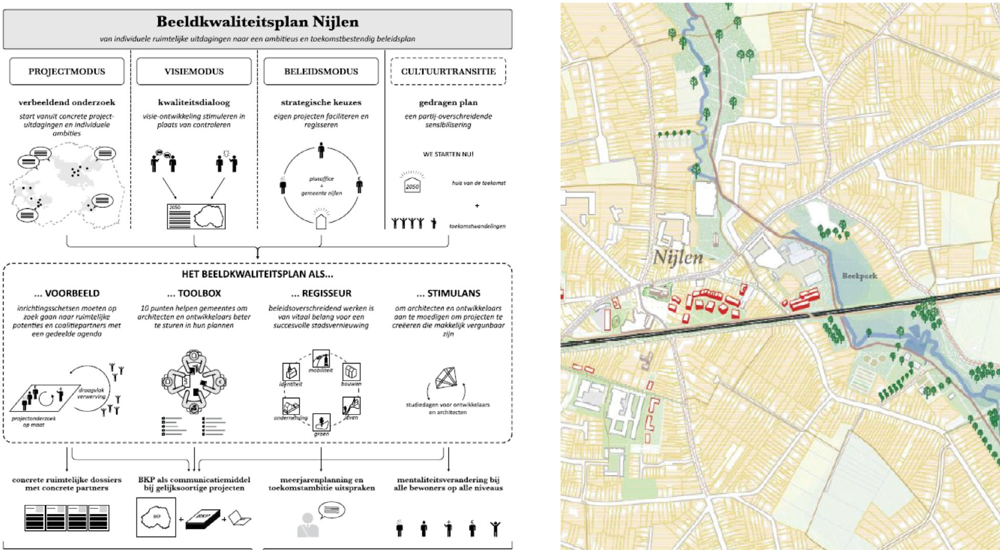 Beeldkwaliteitsplan Nijlen
van individuele ruimtelijke uitdagingen naar een ambitieus en toekomstbestendig beleidsplan
PROJECTMODUS
verbeeldend onderzoek
start vanuit concrete project-
uitdagingen en individuele
ambities
VISIEMODUS
kwaliteitsdialoog
visie-ontwikkeling stimuleren in
plaats van controleren
2050
BELEIDSMODUS
strategische keuzes
eigen projecten faciliteren en
regisseren
plusoffice
+
gemeente nijlen
CULTUURTRANSITIE
gedragen plan
een partij-overschreidende
sensibilisering
WE STARTEN NU!
2050
huis van de toekomst
+
toekomstwandelingen
HET BEELDKWALITEITSPLAN ALS...
... VOORBEELD
inrichtingsschetsen moeten op
zoek gaan naar ruimtelijke
potenties en coalitiepartners met
een gedeelde agenda
draagvlak
verwerving
projectonderzoek
op maat
... TOOLBOX
10 punten helpen gemeentes om
architecten en ontwikkelaars beter
te sturen in hun plannen
... REGISSEUR
beleidsoverschreidend werken is
van vitaal belang voor een
succesvolle stadsvernieuwing
mobiliteit
identiteit
bouwen
onderneming
leven
groen
... STIMULANS
om architecten en ontwikkelaars
aan te moedigen om projecten te
creëeren die makkelijk vergunbaar
zijn
studiedagen voor ontwikkelaars
en architecten
concrete ruimtelijke dossiers
met concrete partners
BKP als communicatiemiddel
bij gelijksoortige projecten
BKP
+
BKP
+
meerjarenplanning en
toekomstambitie uitspraken
mentaliteitsverandering bij
alle bewoners op alle niveaus
- Nijlen -
Beekpark